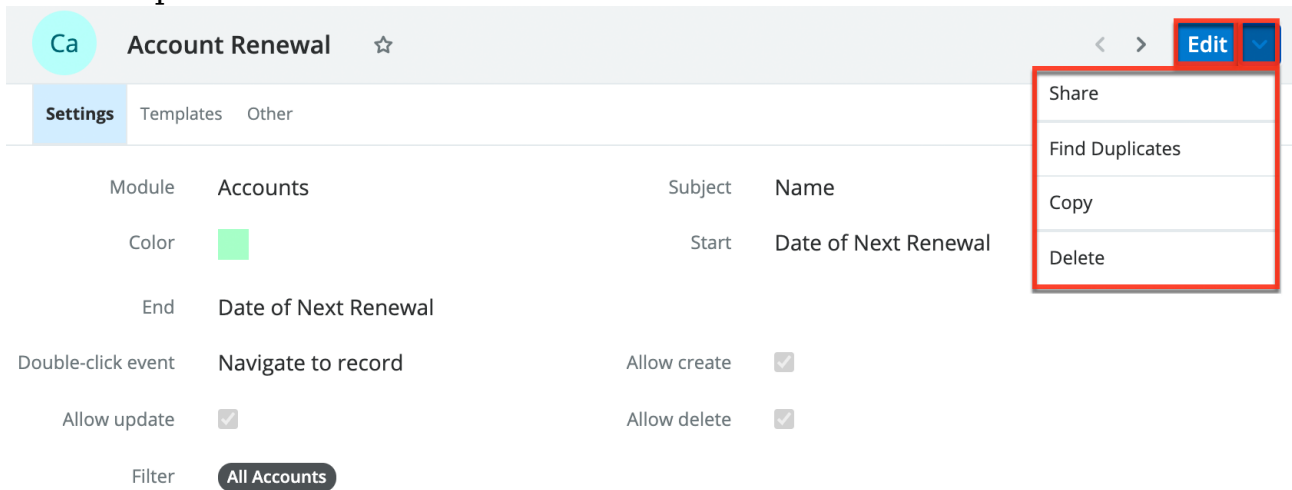 Ca Account Renewal Edit
Share
Settings Templates Other
Find Duplicates
Module Accounts Subject Name
Copy
Color Start Date of Next Renewal
Delete
End Date of Next Renewal
Double-click event Navigate to record Allow create
Allow update Allow delete
Filter All Accounts